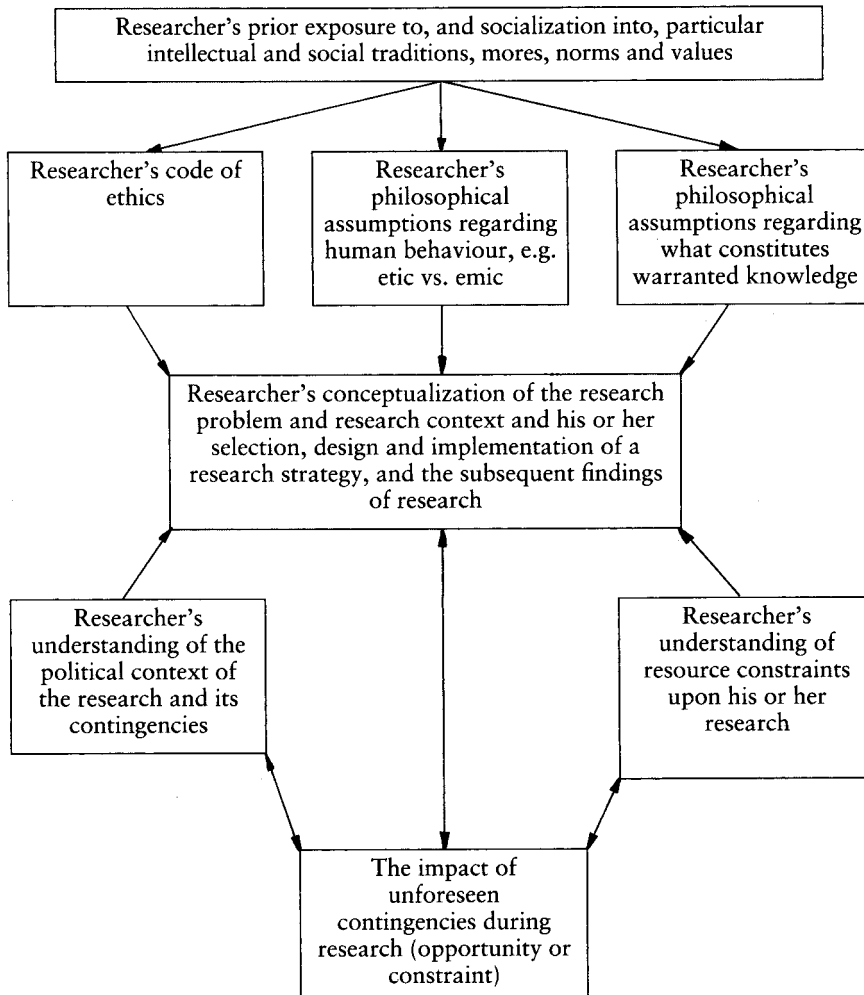 Researcher's prior exposure to, and socialization into, particular
intellectual and social traditions, mores, norms and values
Researcher's code of
ethics
Researcher's
philosophical
assumptions regarding
human behaviour, e.g.
etic vs. emic
Researcher's
philosophical
assumptions regarding
what constitutes
warranted knowledge
Researcher's conceptualization of the research
problem and research context and his or her
selection, design and implementation of a
research strategy, and the subsequent findings
of research
Researcher's
understanding of the
political context of
the research and its
contingencies
Researcher's
understanding of
resource constraints
upon his or her
research
The impact of
unforeseen
contingencies during
research (opportunity or
constraint)